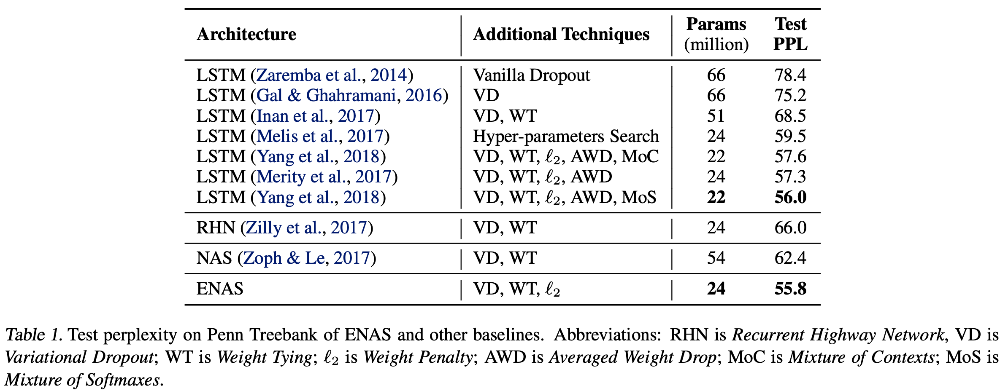 Architecture | Additional Techniques | Params (million) | Test PPL
LSTM (Zaremba et al., 2014) | Vanilla Dropout | 66 | 78.4
LSTM (Gal & Ghahramani, 2016) | VD | 66 | 75.2
LSTM (Inan et al., 2017) | VD, WT | 51 | 68.5
LSTM (Melis et al., 2017) | Hyper-parameters Search | 24 | 59.5
LSTM (Yang et al., 2018) | VD, WT, ℓ₂, AWD, MoC | 22 | 57.6
LSTM (Merity et al., 2017) | VD, WT, ℓ₂, AWD | 24 | 57.3
LSTM (Yang et al., 2018) | VD, WT, ℓ₂, AWD, MoS | 22 | 56.0
RHN (Zilly et al., 2017) | VD, WT | 24 | 66.0
NAS (Zoph & Le, 2017) | VD, WT | 54 | 62.4
ENAS | VD, WT, ℓ₂ | 24 | 55.8
Table 1. Test perplexity on Penn Treebank of ENAS and other baselines. Abbreviations: RHN is Recurrent Highway Network, VD is
Variational Dropout; WT is Weight Tying; ℓ₂ is Weight Penalty; AWD is Averaged Weight Drop; MoC is Mixture of Contexts; MoS is
Mixture of Softmaxes.